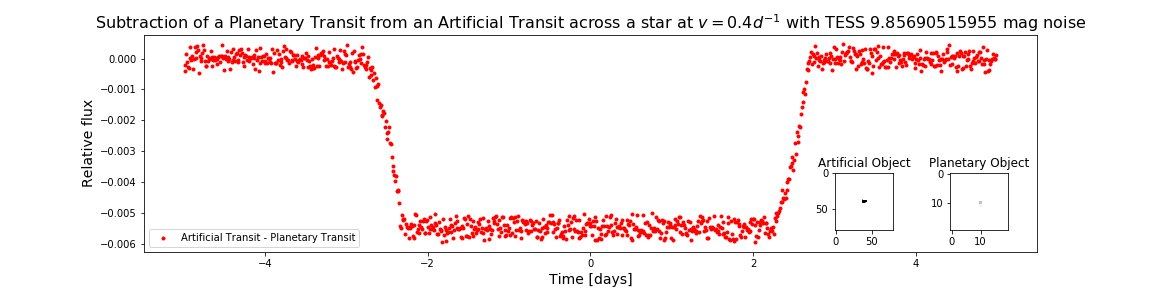 Subtraction of a Planetary Transit from an Artificial Transit across a star at v = 0.4d⁻¹ with TESS 9.85690515955 mag noise
Relative flux
0.000
−0.001
−0.002
−0.003
−0.004
−0.005
−0.006
Artificial Transit - Planetary Transit
Artificial Object
0
50
0 50
Planetary Object
0
10
0 10
−4 −2 0 2 4
Time [days]